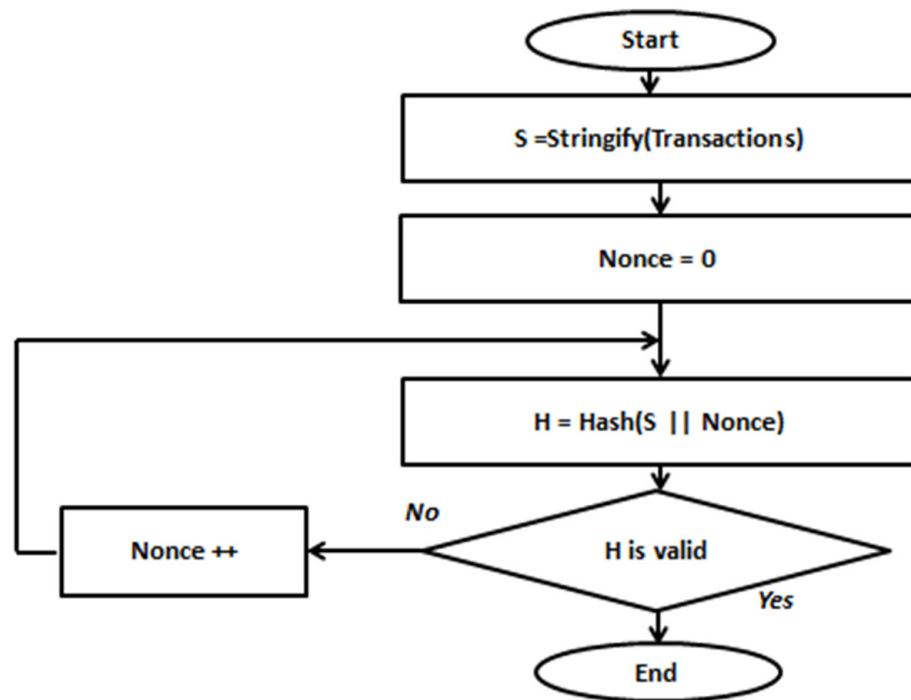 Start
S =Stringify(Transactions)
Nonce = 0
H = Hash(S || Nonce)
No
Nonce ++
H is valid
Yes
End